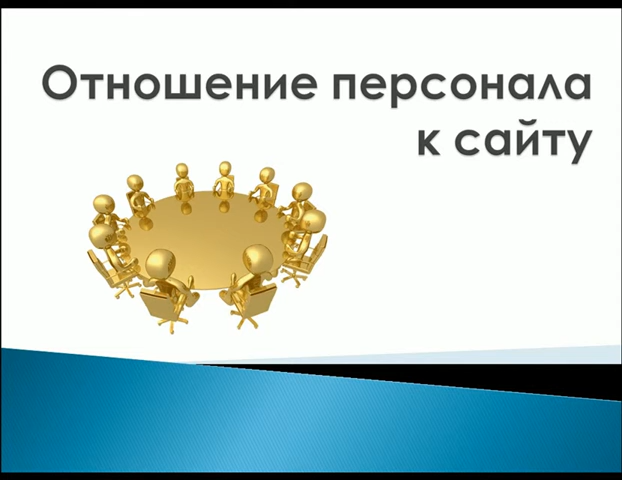 Отношение персонала
к сайту